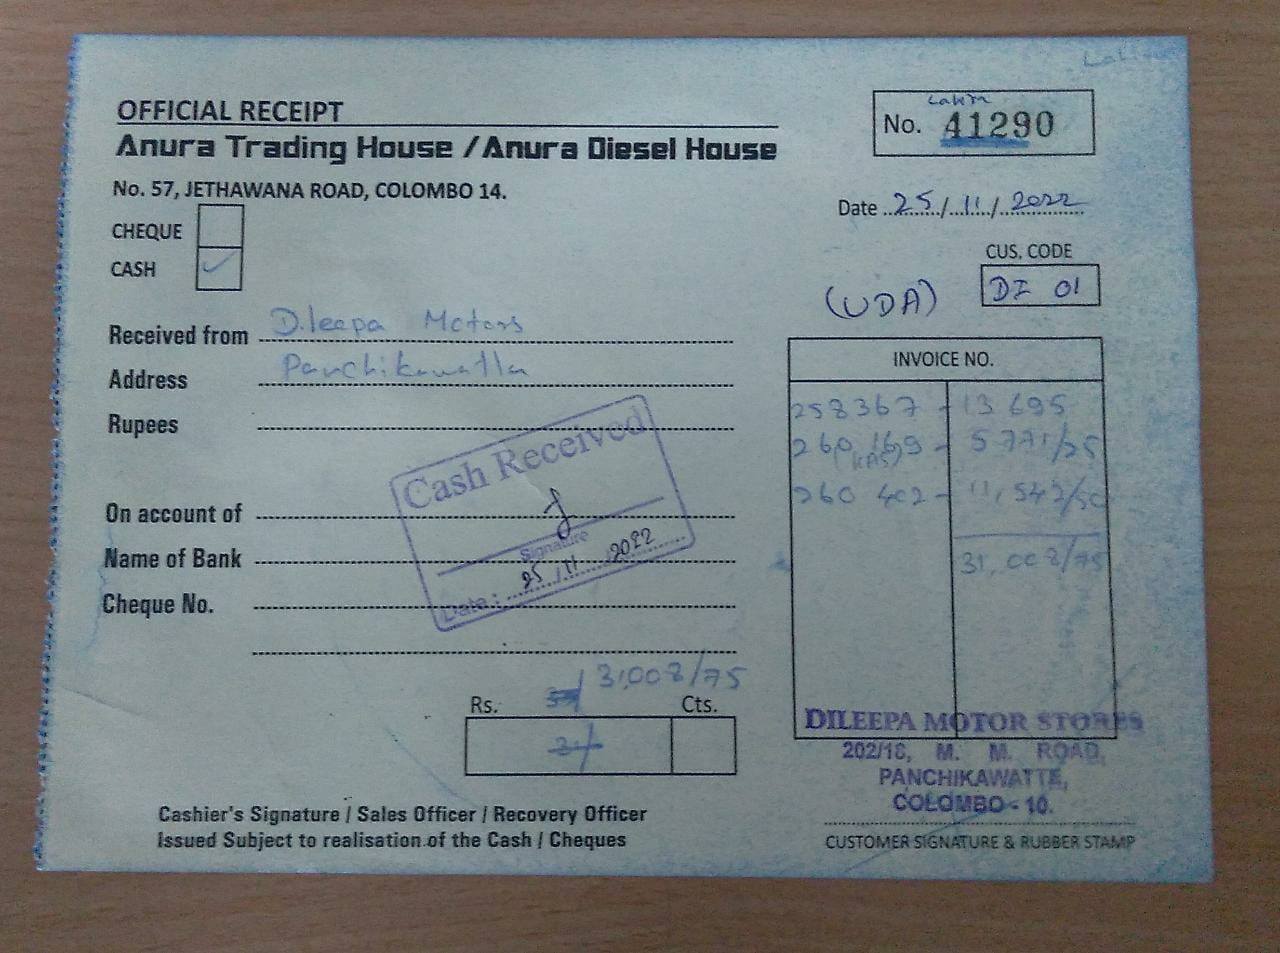 OFFICIAL RECEIPT
Anura Trading House / Anura Diesel House
No. 57, JETHAWANA ROAD, COLOMBO 14.
No. 41290
Date 25/11/2022
CHEQUE
CASH ✓
CUS. CODE
DI 01
(UDA)
Received from Dileepa Motors
Address Panchikawatta
Rupees
On account of
Name of Bank
Cheque No.
Cash Received
Signature
Date: 25/11/2022
INVOICE NO.
258367 - 13 695
260 169 - 5 771/25
(KAS)
260 402 - 11,542/50
31,008/75
31,008/75
Rs. Cts.
DILEEPA MOTOR STORES
202/18, M. M. ROAD,
PANCHIKAWATTE,
COLOMBO - 10.
Cashier's Signature / Sales Officer / Recovery Officer
Issued Subject to realisation of the Cash / Cheques
CUSTOMER SIGNATURE & RUBBER STAMP